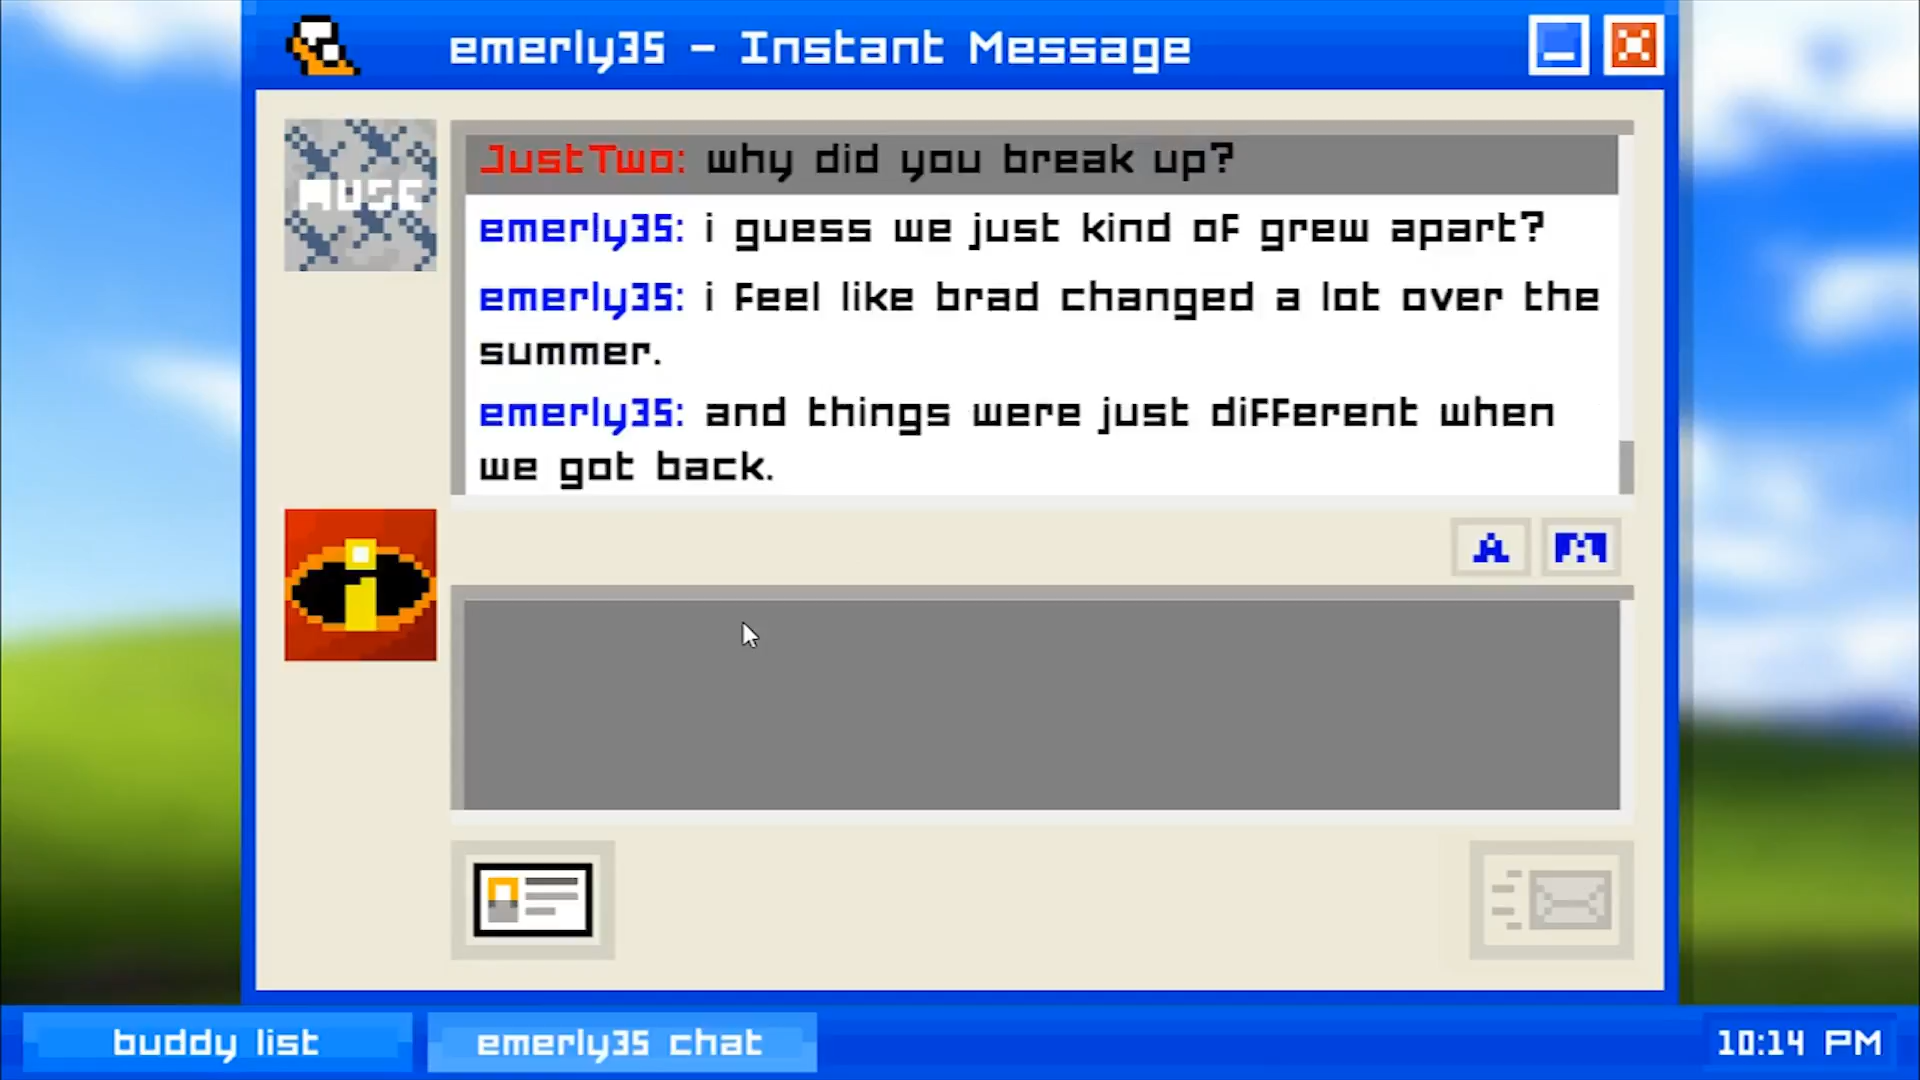 emerly35 - Instant Message
MUSE
JustTwo: why did you break up?
emerly35: i guess we just kind of grew apart?
emerly35: i feel like brad changed a lot over the
summer.
emerly35: and things were just different when
we got back.
A
i
buddy list
emerly35 chat
10:14 PM